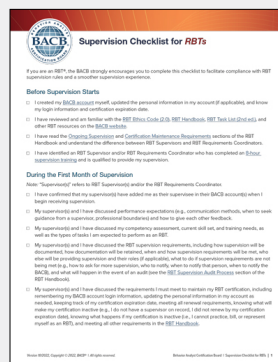 BACB
Supervision Checklist for RBTs
If you are an RBT®, the BACB strongly encourages you to complete this checklist to facilitate compliance with RBT
supervision rules and a smoother supervision experience.
Before Supervision Starts
□ I created my BACB account myself, updated the personal information in my account (if applicable), and know
my login information and certification expiration date.
□ I have reviewed and am familiar with the RBT Ethics Code (2.0), RBT Handbook, RBT Task List (2nd ed.), and
other RBT resources on the BACB website.
□ I have read the Ongoing Supervision and Certification Maintenance Requirements sections of the RBT
Handbook and understand the difference between RBT Supervisors and RBT Requirements Coordinators.
□ I have identified an RBT Supervisor and/or RBT Requirements Coordinator who has completed an 8-hour
supervision training and is qualified to provide my supervision.
During the First Month of Supervision
Note: "Supervisor(s)" refers to RBT Supervisor(s) and/or the RBT Requirements Coordinator.
□ I have confirmed that my supervisor(s) have added me as their supervisee in their BACB account(s) when I
begin receiving supervision.
□ My supervisor(s) and I have discussed performance expectations (e.g., communication methods, when to seek
guidance from a supervisor, professional boundaries) and how to give each other feedback.
□ My supervisor(s) and I have discussed my competency assessment, current skill set, and training needs, as
well as the types of tasks I am expected to perform as an RBT.
□ My supervisor(s) and I have discussed the RBT supervision requirements, including how supervision will be
documented, how documentation will be retained, when and how supervision requirements will be met, who
else will be providing supervision and their roles (if applicable), what to do if supervision requirements are not
being met (e.g., how to ask for more supervision, who to notify, when to notify that person, when to notify the
BACB), and what will happen in the event of an audit (see the RBT Supervision Audit Process section of the
RBT Handbook).
□ My supervisor(s) and I have discussed the requirements I must meet to maintain my RBT certification, including
remembering my BACB account login information, updating the personal information in my account as
needed, keeping track of my certification expiration date, meeting all renewal requirements, knowing what will
make my certification inactive (e.g., I do not have a supervisor on record, I did not renew by my certification
expiration date), knowing what happens if my certification is inactive (i.e., I cannot practice, bill, or represent
myself as an RBT), and meeting all other requirements in the RBT Handbook.